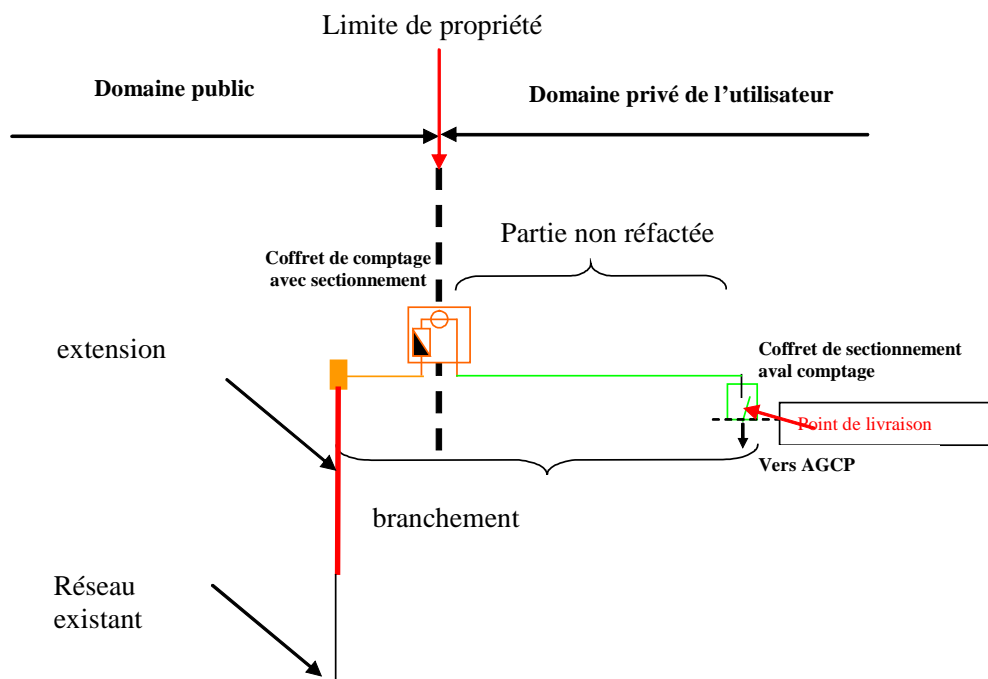 Limite de propriété
Domaine public
Domaine privé de l'utilisateur
Partie non réfactée
Coffret de comptage
avec sectionnement
extension
Coffret de sectionnement
aval comptage
Point de livraison
Vers AGCP
branchement
Réseau
existant